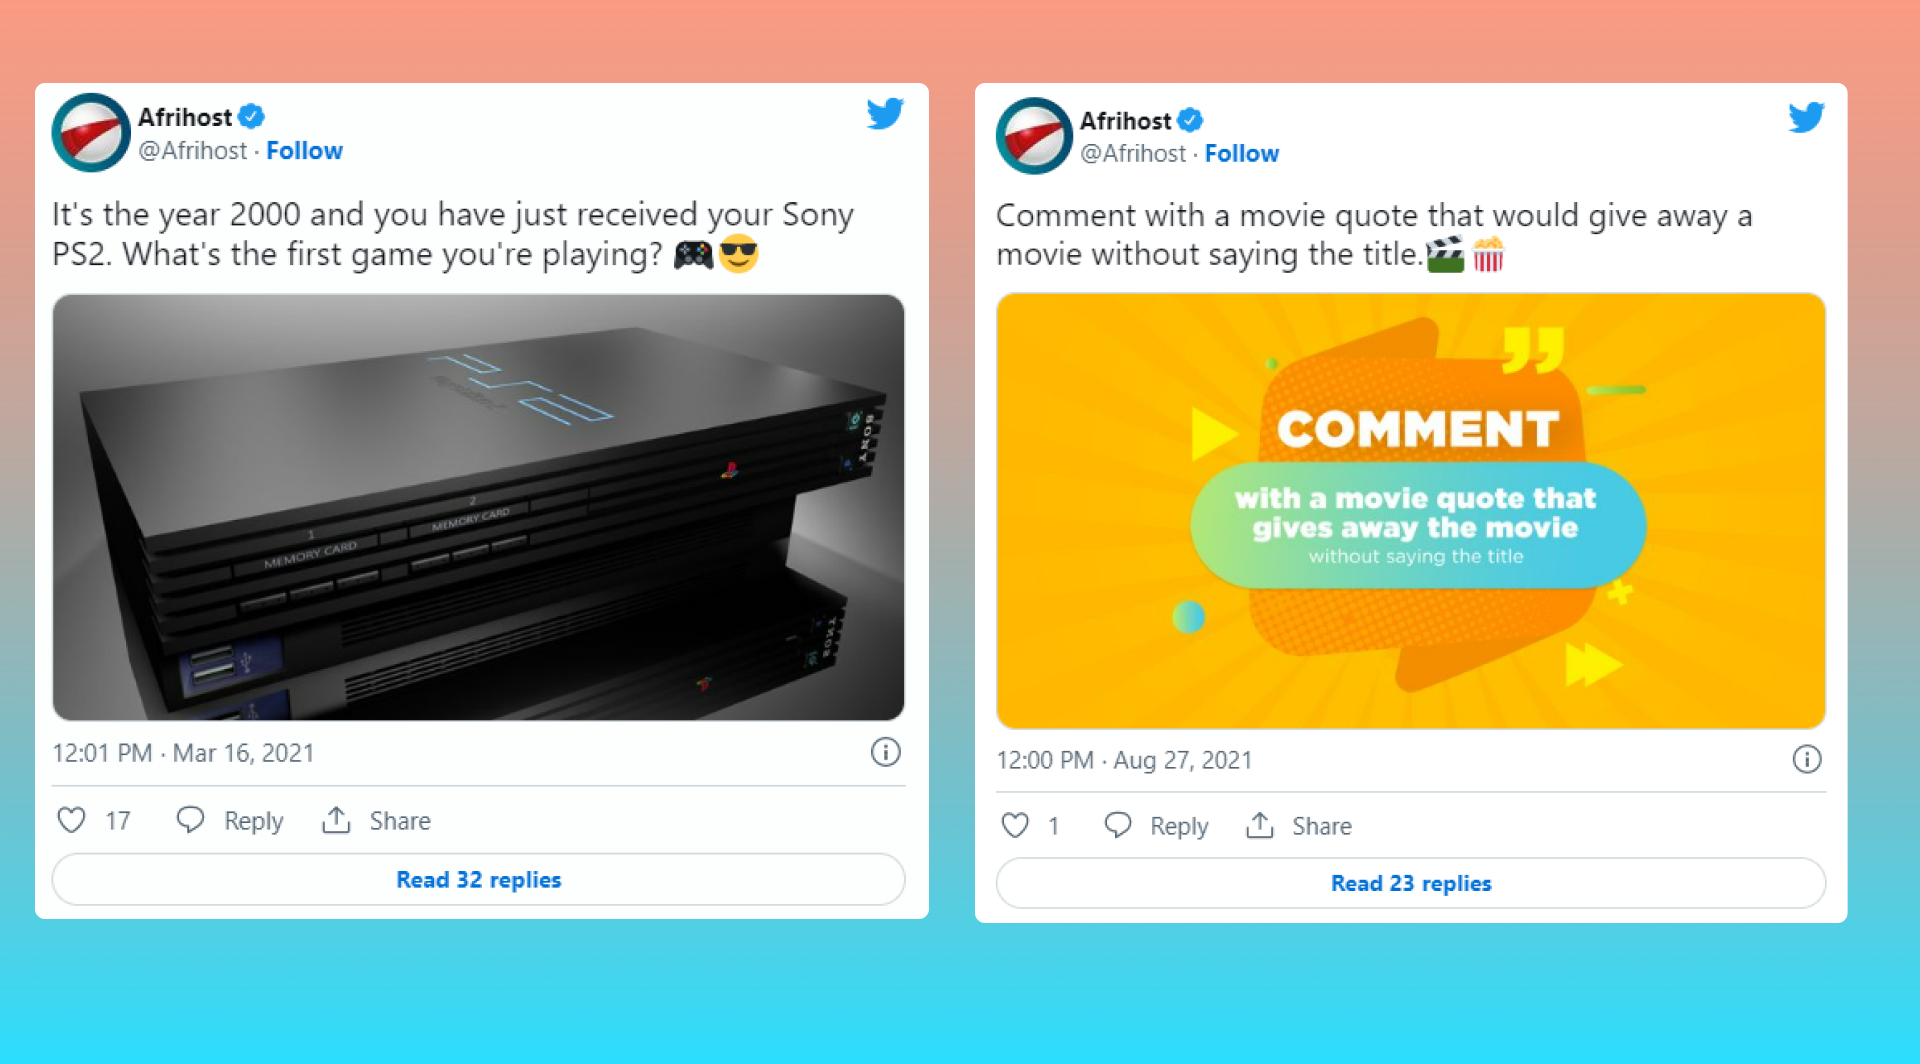 Afrihost
@Afrihost · Follow
It's the year 2000 and you have just received your Sony
PS2. What's the first game you're playing? 🎮😎
PS2
1
MEMORY CARD
2
MEMORY CARD
SONY
12:01 PM · Mar 16, 2021
17 Reply Share
Read 32 replies
Afrihost
@Afrihost · Follow
Comment with a movie quote that would give away a
movie without saying the title.🎬🍿
COMMENT
with a movie quote that
gives away the movie
without saying the title
12:00 PM · Aug 27, 2021
1 Reply Share
Read 23 replies